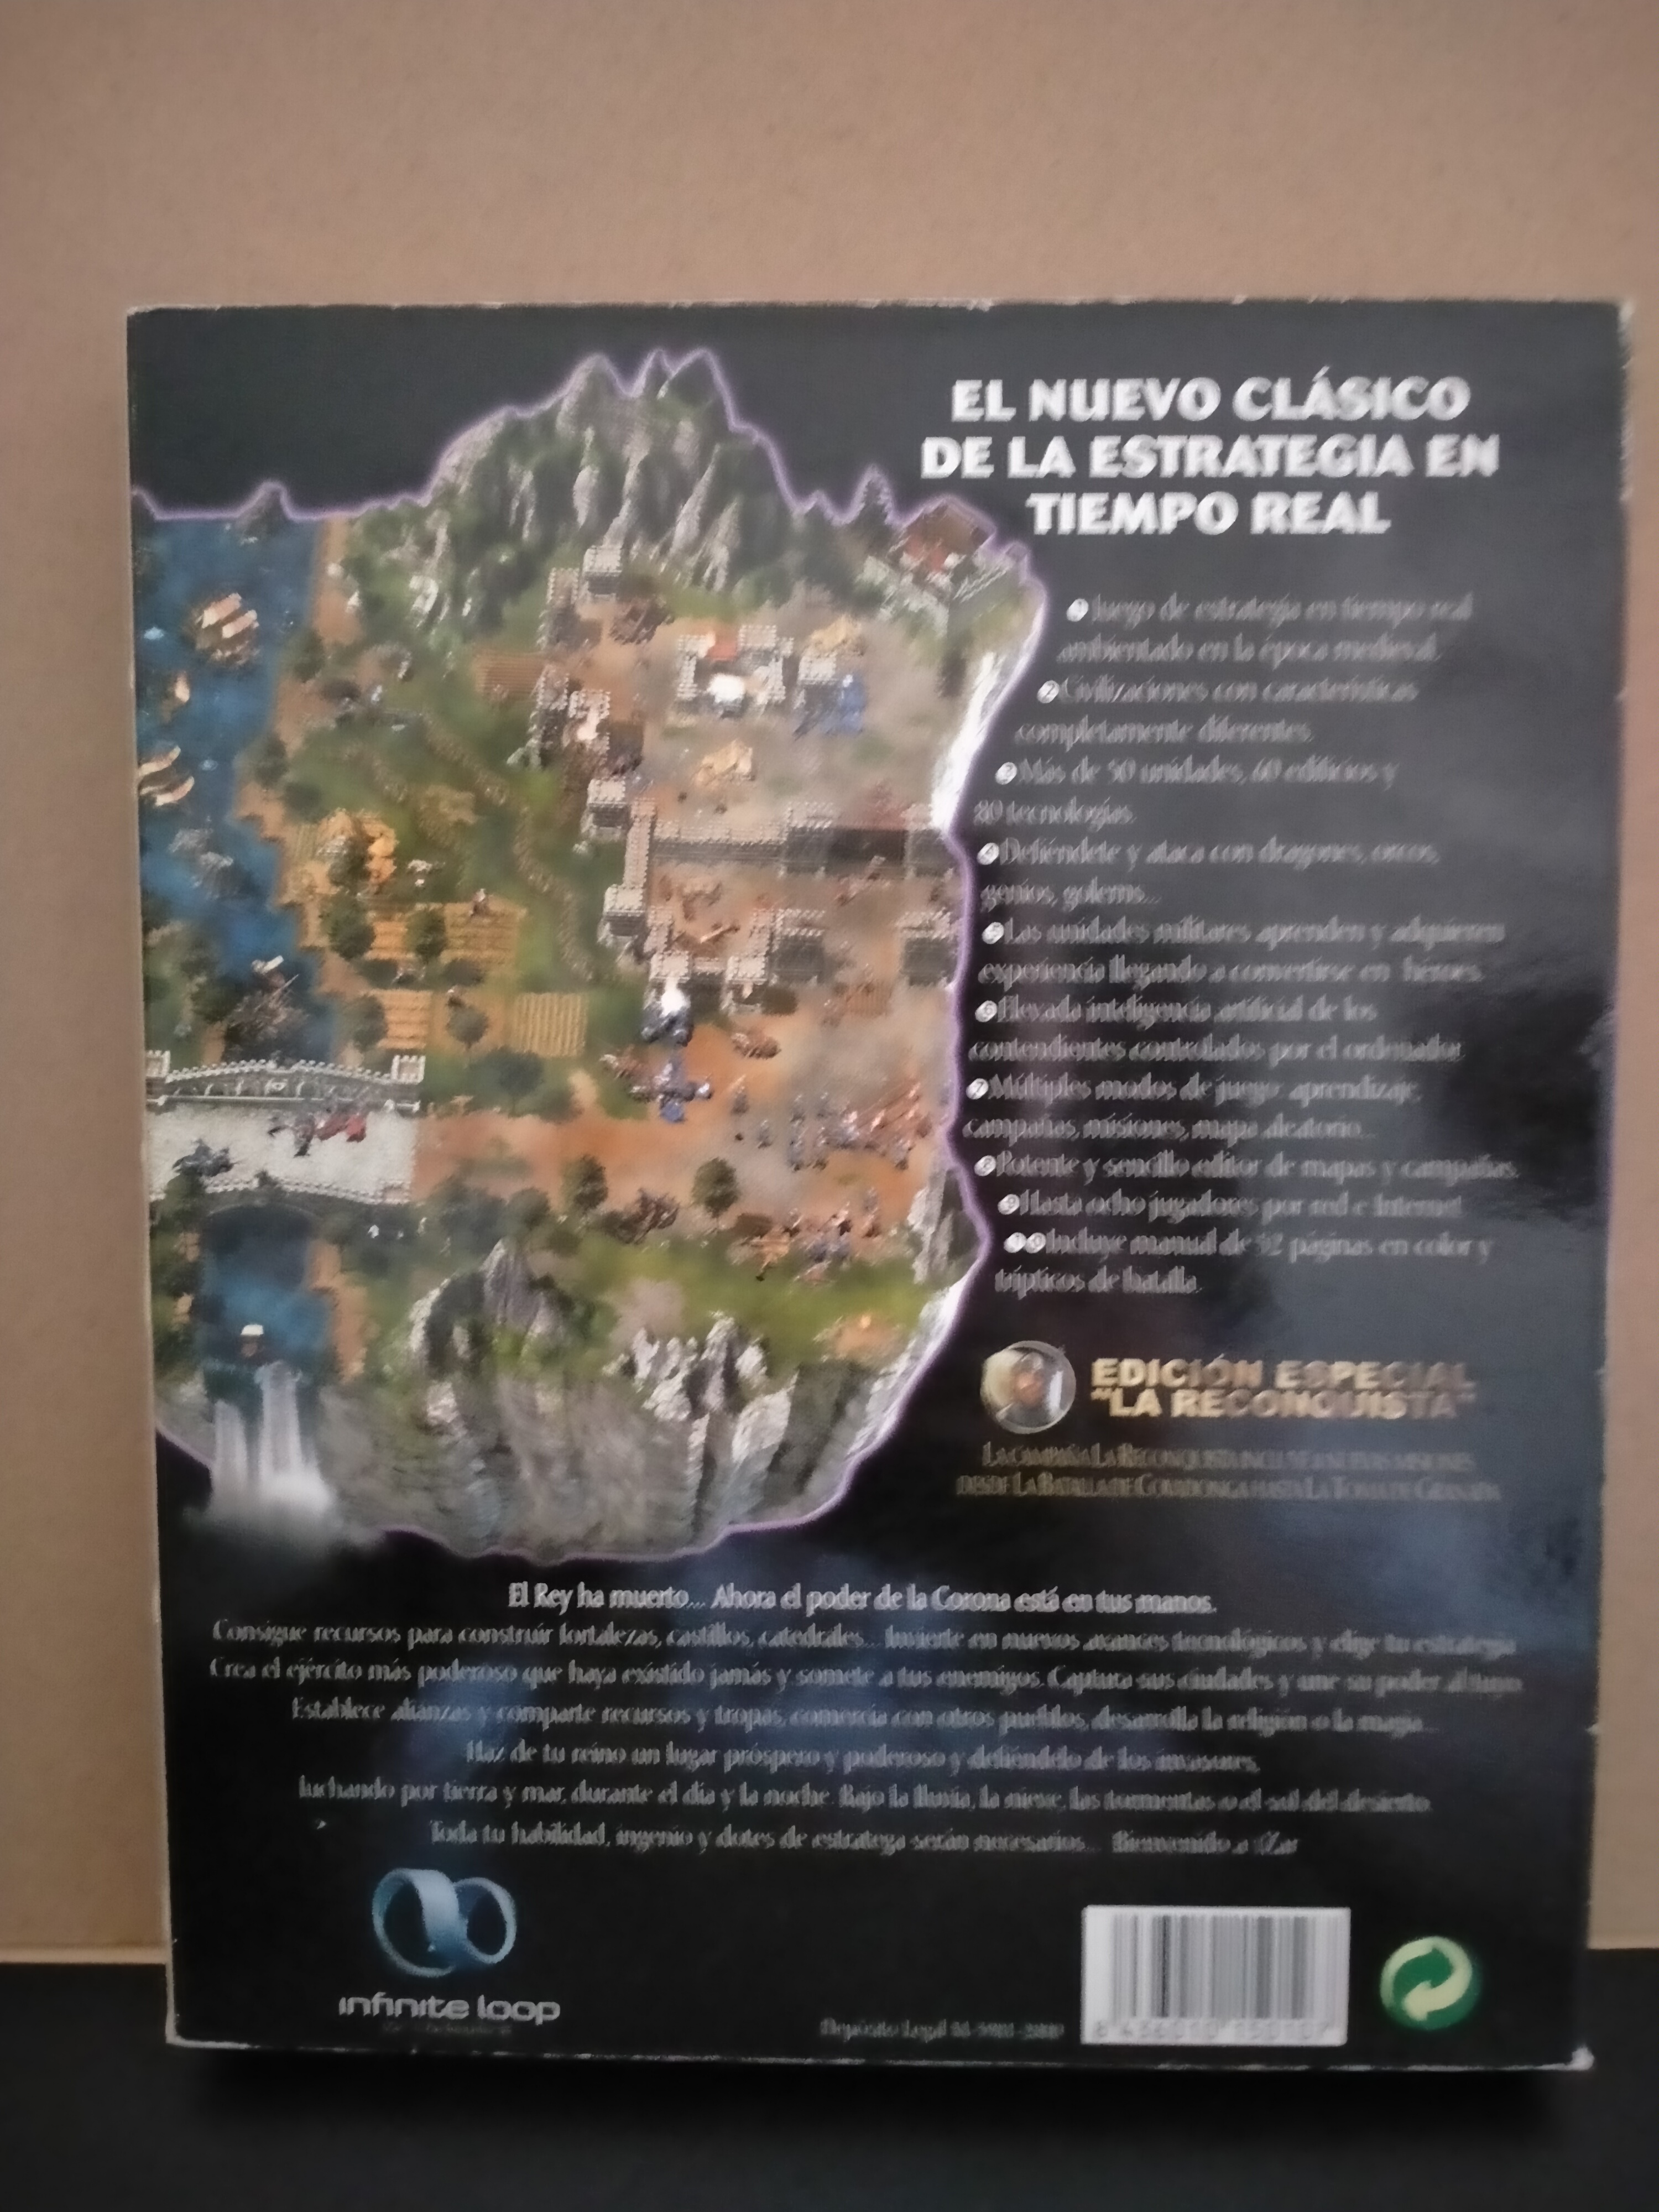 EL NUEVO CLÁSICO
DE LA ESTRATEGIA EN
TIEMPO REAL
1 Juego de estrategia en tiempo real
ambientado en la época medieval.
2 Civilizaciones con características
completamente diferentes.
3 Más de 50 unidades, 60 edificios y
80 tecnologías.
4 Defiéndete y ataca con dragones, orcos,
genios, golems...
5 Las unidades militares aprenden y adquieren
experiencia llegando a convertirse en héroes.
6 Elevada inteligencia artificial de los
contendientes controlados por el ordenador.
7 Múltiples modos de juego: aprendizaje,
campañas, misiones, mapa aleatorio...
8 Potente y sencillo editor de mapas y campañas.
9 Hasta ocho jugadores por red e Internet.
10 Incluye manual de páginas en color y
trípticos de batalla.
EDICIÓN ESPECIAL
"LA RECONQUISTA"
LA CAMPAÑA LA RECONQUISTA INCLUYE MISIONES
DESDE LA BATALLA DE COVADONGA HASTA LA TOMA DE GRANADA
El Rey ha muerto... Ahora el poder de la Corona está en tus manos.
Consigue recursos para construir fortalezas, castillos, catedrales... Invierte en nuevos avances tecnológicos y elige tu estrategia.
Crea el ejército más poderoso que haya existido jamás y somete a tus enemigos. Captura sus ciudades y une su poder al tuyo.
Establece alianzas y comparte recursos y tropas, comercia con otros pueblos, desarrolla la religión o la magia...
Haz de tu reino un lugar próspero y poderoso y defiéndelo de los invasores,
luchando por tierra y mar, durante el día y la noche. Bajo la lluvia, la nieve, las tormentas o el sol del desierto.
Toda tu habilidad, ingenio y dotes de estratega serán necesarios... Bienvenido a tZar
infinite loop
Depósito Legal